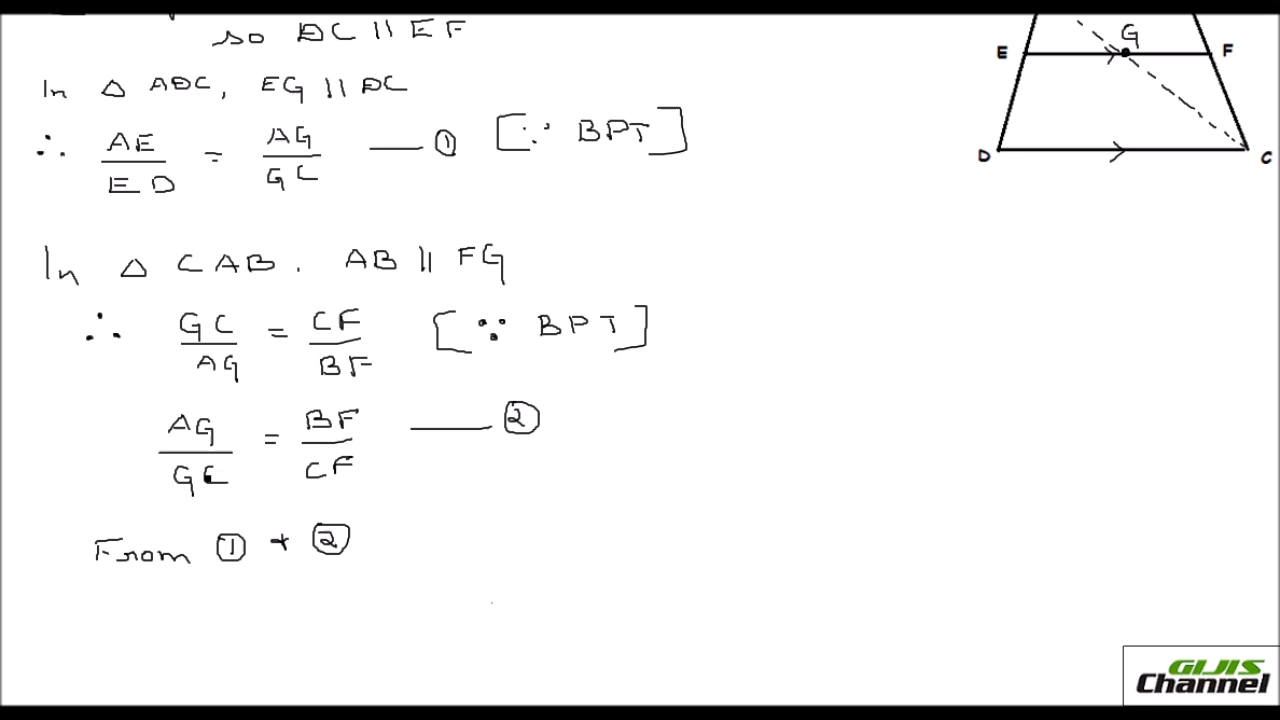 so DC || EF
In △ ADC, EG || DC
∴ AE/ED = AG/GC — ① [∵ BPT]
In △ CAB. AB || FG
∴ GC/AG = CF/BF [∵ BPT]
AG/GC = BF/CF — ②
From ① + ②
G
E
F
D
C
GIJIS
Channel